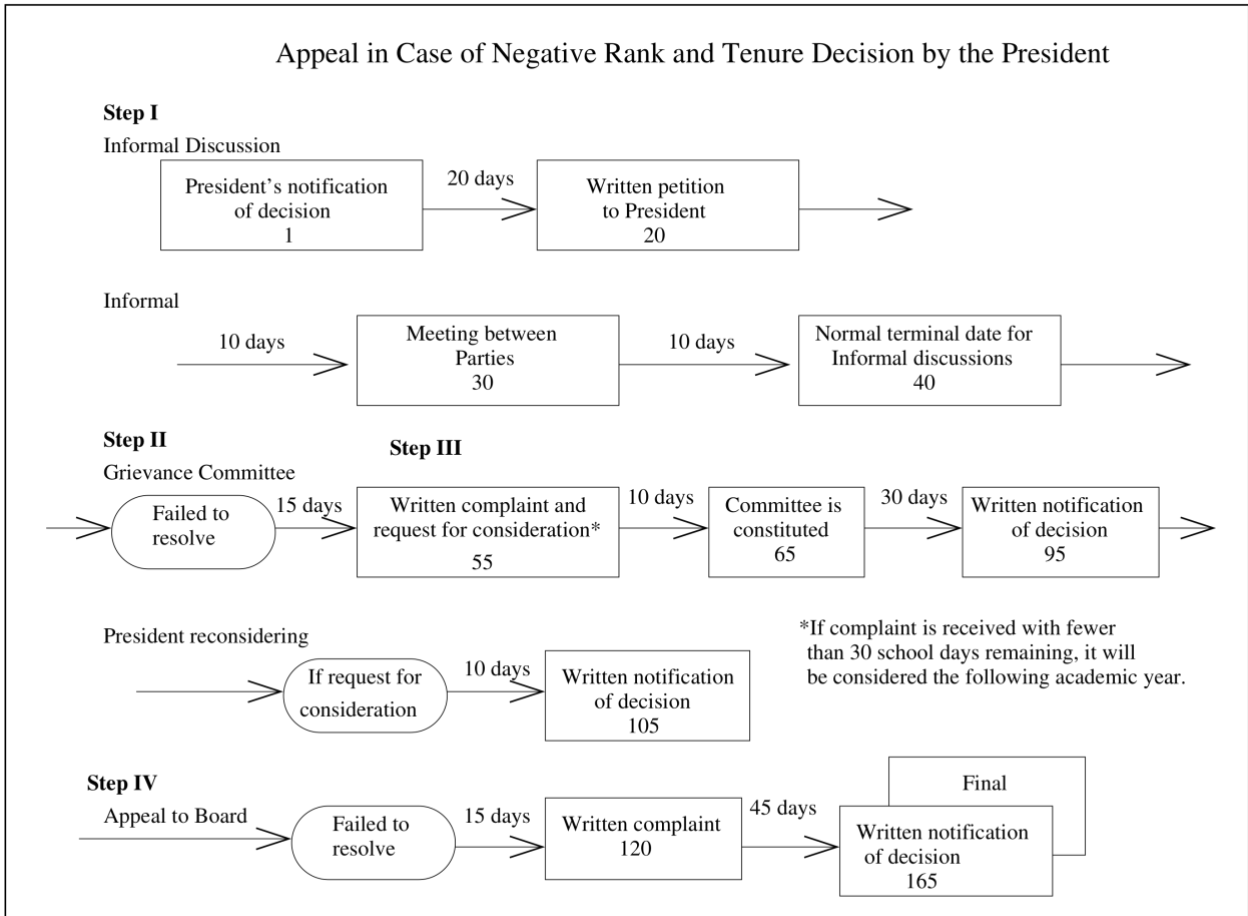 Appeal in Case of Negative Rank and Tenure Decision by the President
Step I
Informal Discussion
President's notification
of decision
1
20 days
Written petition
to President
20
Informal
10 days
Meeting between
Parties
30
10 days
Normal terminal date for
Informal discussions
40
Step II
Grievance Committee
Step III
Failed to
resolve
15 days
Written complaint and
request for consideration*
55
10 days
Committee is
constituted
65
30 days
Written notification
of decision
95
President reconsidering
If request for
consideration
10 days
Written notification
of decision
105
*If complaint is received with fewer
than 30 school days remaining, it will
be considered the following academic year.
Step IV
Appeal to Board
Failed to
resolve
15 days
Written complaint
120
45 days
Final
Written notification
of decision
165